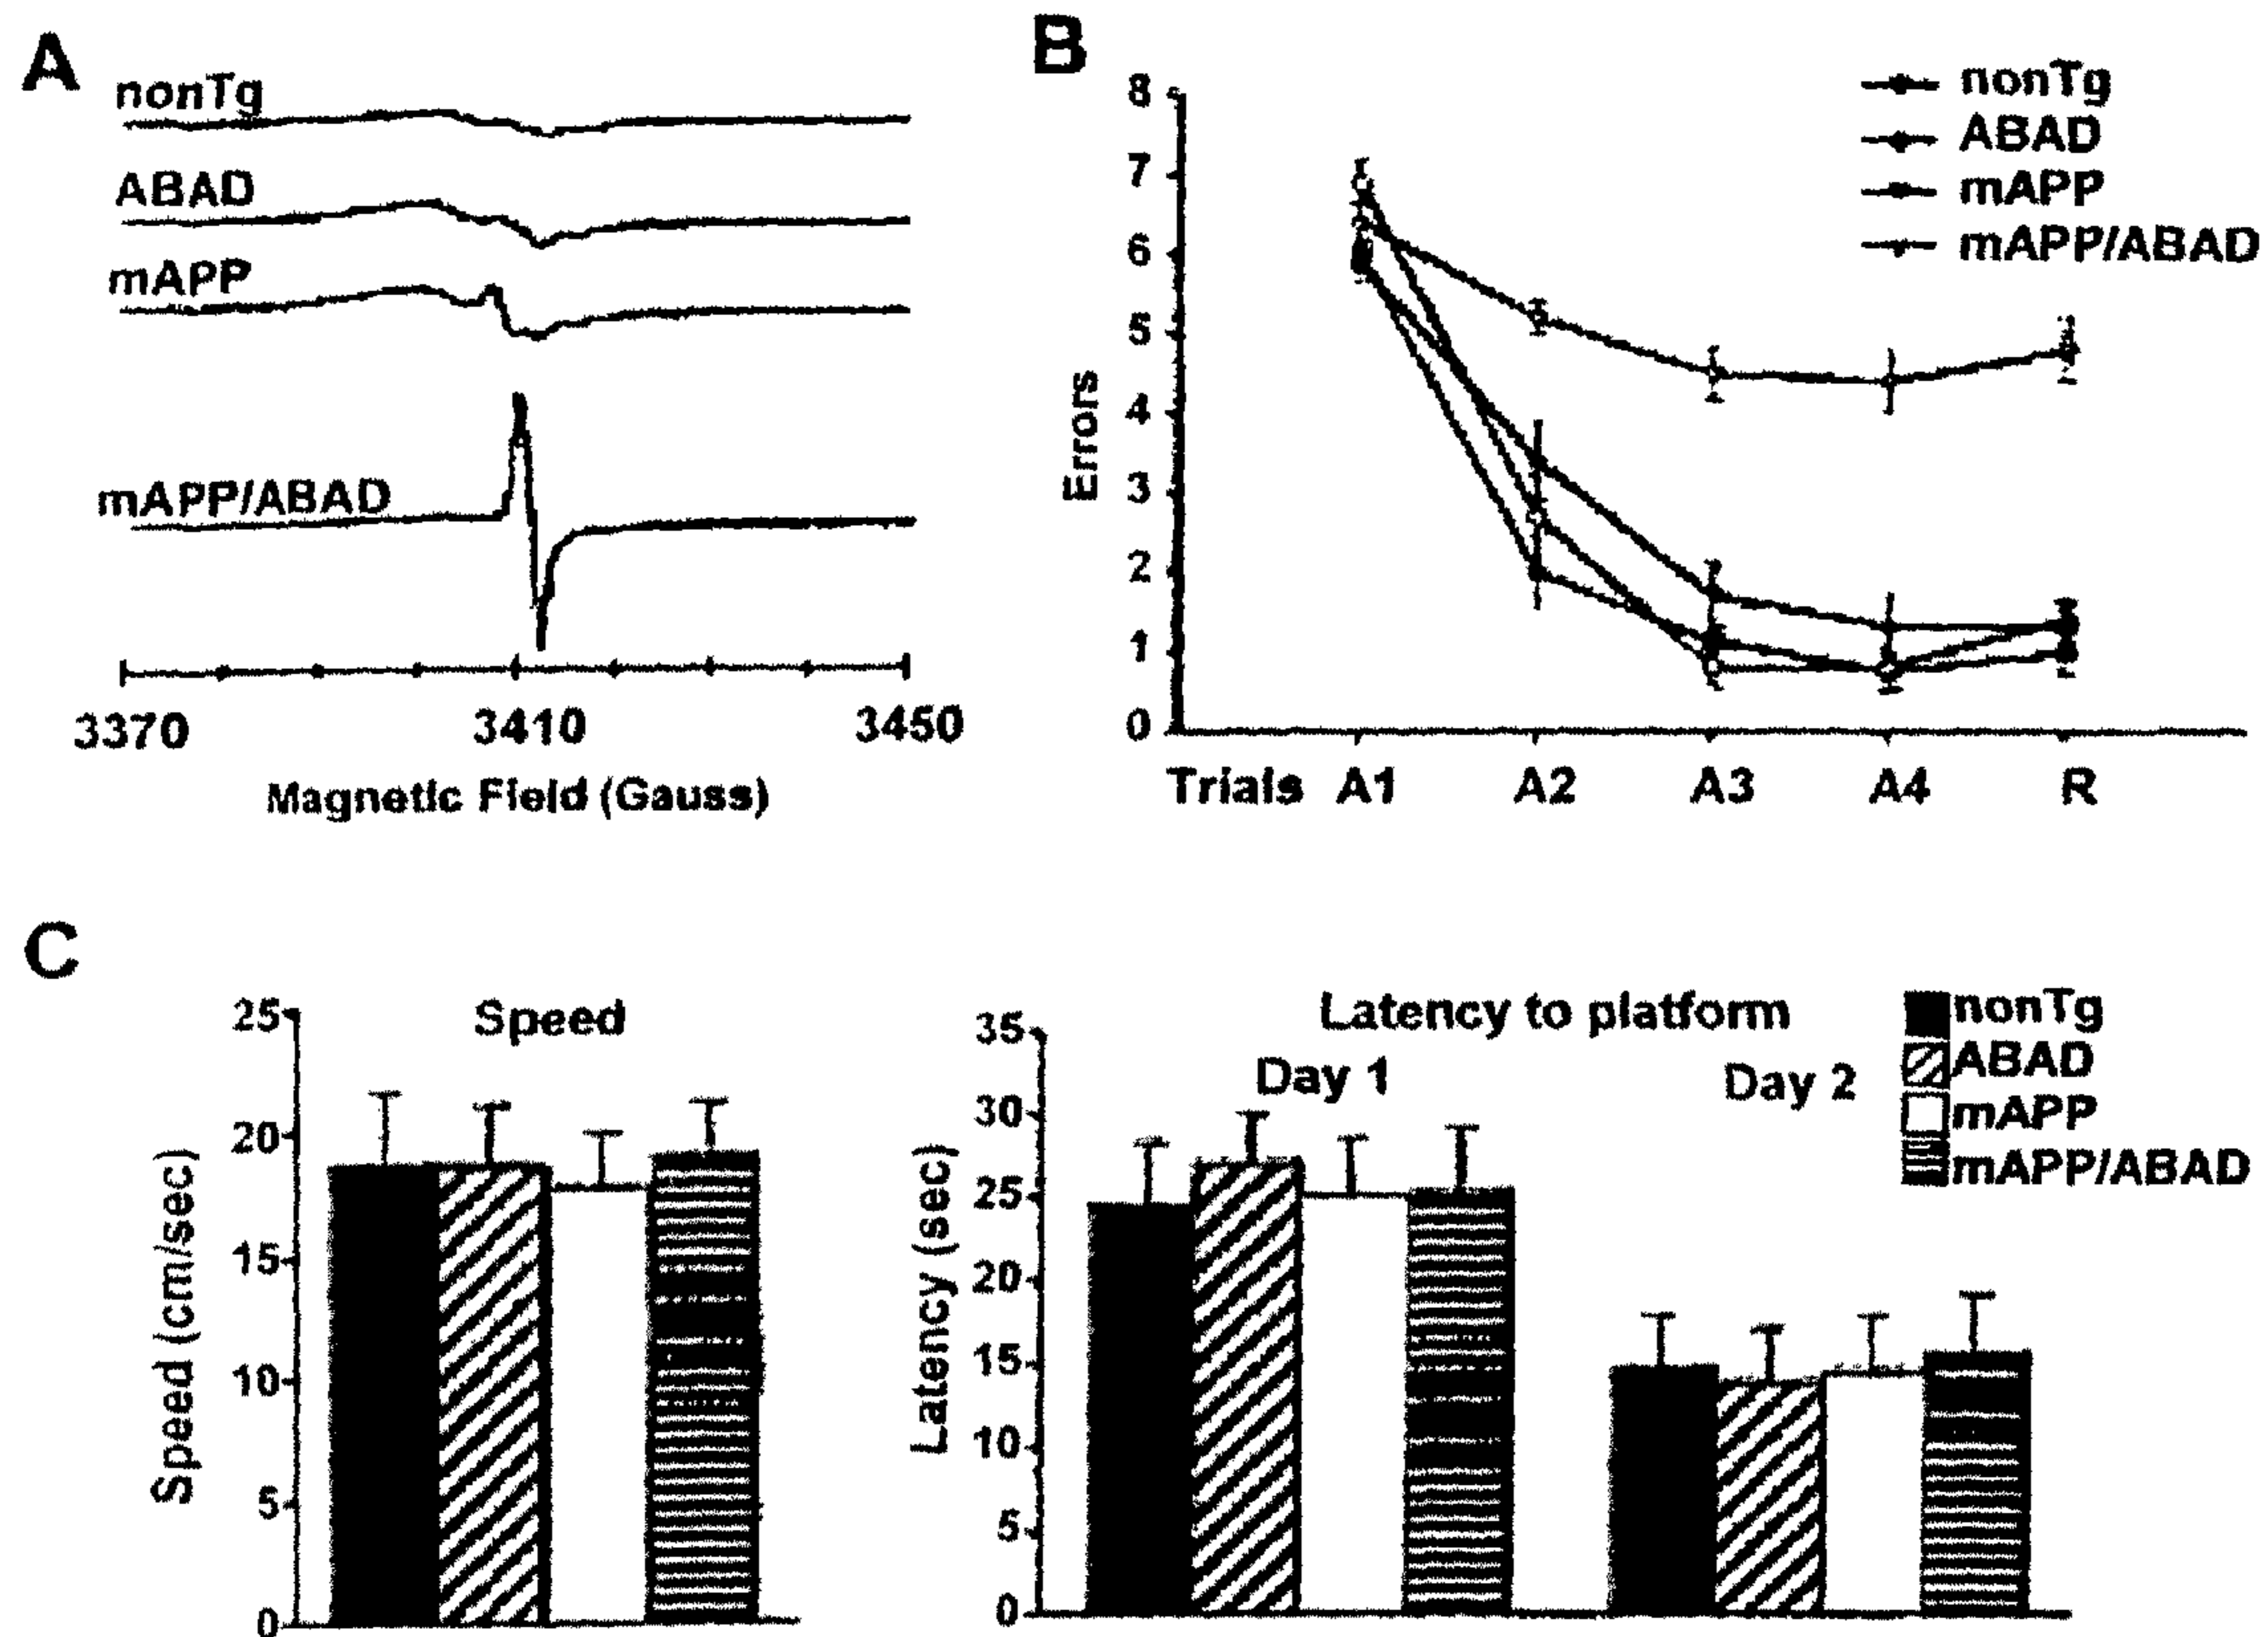 A
nonTg
ABAD
mAPP
mAPP/ABAD
3370 3410 3450
Magnetic Field (Gauss)
B
8
7
6
5
4
3
2
1
0
Errors
Trials A1 A2 A3 A4 R
nonTg
ABAD
mAPP
mAPP/ABAD
C
Speed
25
20
15
10
5
0
Speed (cm/sec)
Latency to platform
Day 1 Day 2
35
30
25
20
15
10
5
0
Latency (sec)
nonTg
ABAD
mAPP
mAPP/ABAD